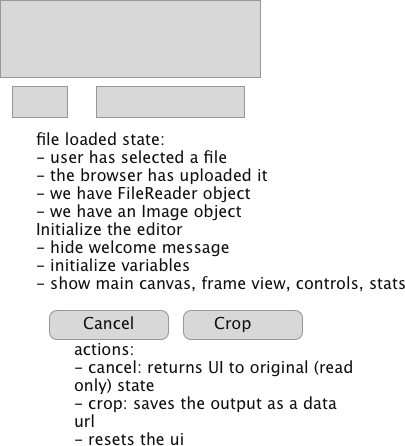 file loaded state:
– user has selected a file
– the browser has uploaded it
– we have FileReader object
– we have an Image object
Initialize the editor
– hide welcome message
– initialize variables
– show main canvas, frame view, controls, stats
Cancel Crop
actions:
– cancel: returns UI to original (read
only) state
– crop: saves the output as a data
url
– resets the ui